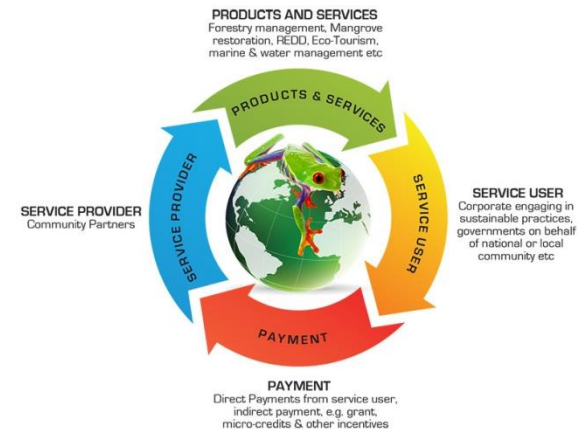 PRODUCTS AND SERVICES
Forestry management, Mangrove
restoration, REDD, Eco-Tourism,
marine & water management etc
PRODUCTS & SERVICES
SERVICE PROVIDER
SERVICE USER
SERVICE PROVIDER
Community Partners
SERVICE USER
Corporate engaging in
sustainable practices,
governments on behalf
of national or local
community etc
PAYMENT
PAYMENT
Direct Payments from service user,
indirect payment, e.g. grant,
micro-credits & other incentives